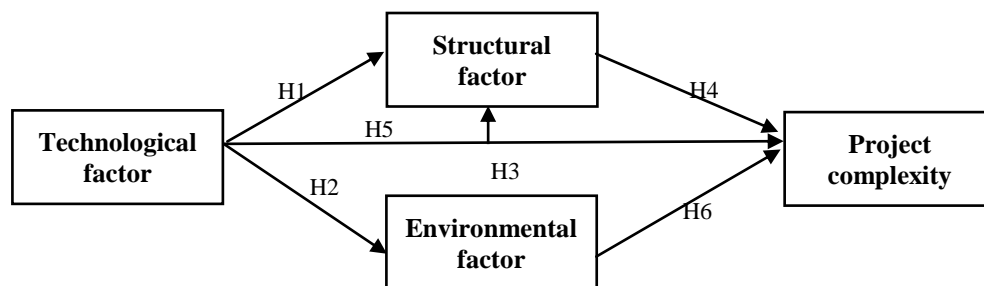 Structural
factor
H1
H4
Technological
factor
H5
Project
complexity
H3
H2
H6
Environmental
factor